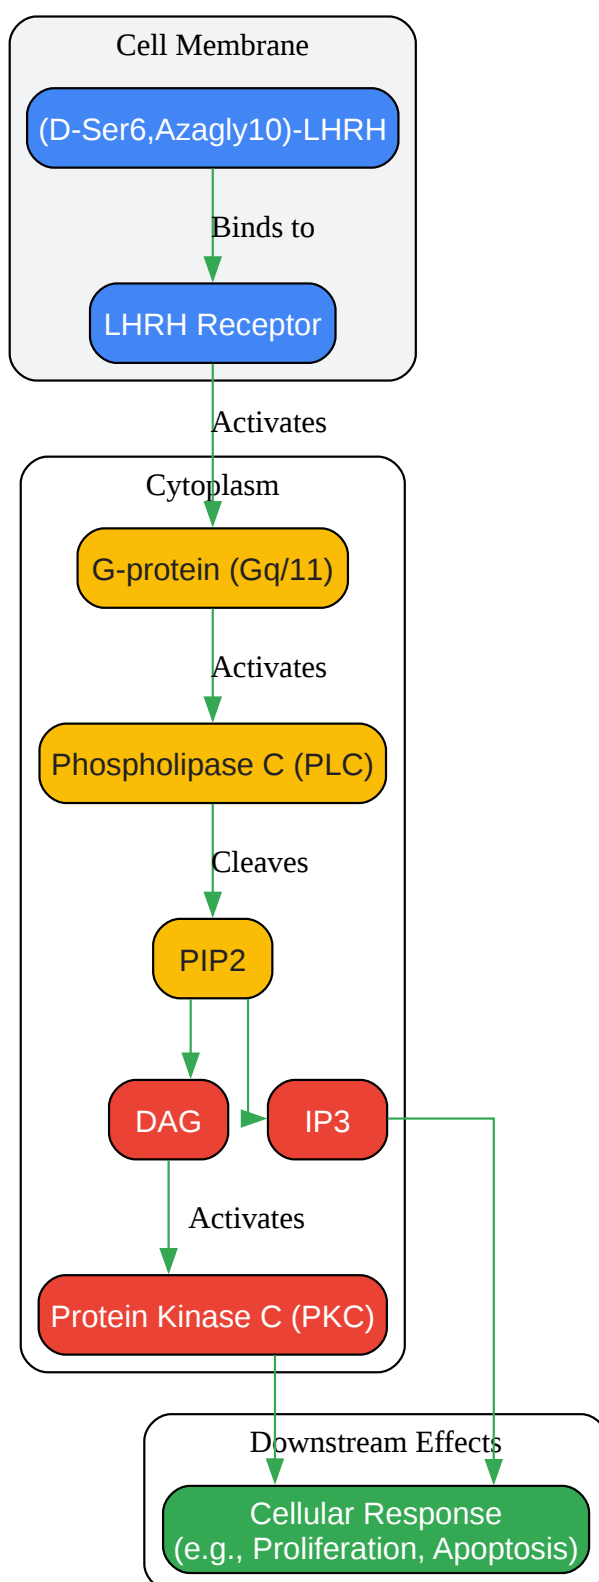 Cell Membrane
(D-Ser6,Azagly10)-LHRH
Binds to
LHRH Receptor
Activates
Cytoplasm
G-protein (Gq/11)
Activates
Phospholipase C (PLC)
Cleaves
PIP2
DAG
IP3
Activates
Protein Kinase C (PKC)
Downstream Effects
Cellular Response
(e.g., Proliferation, Apoptosis)